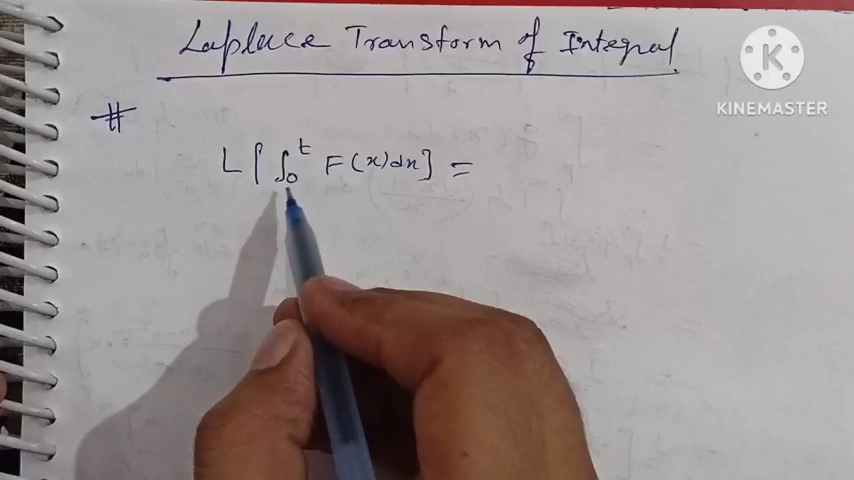 Laplace Transform of Integral
K
KINEMASTER
#
L[∫₀ᵗ F(x)dx] =